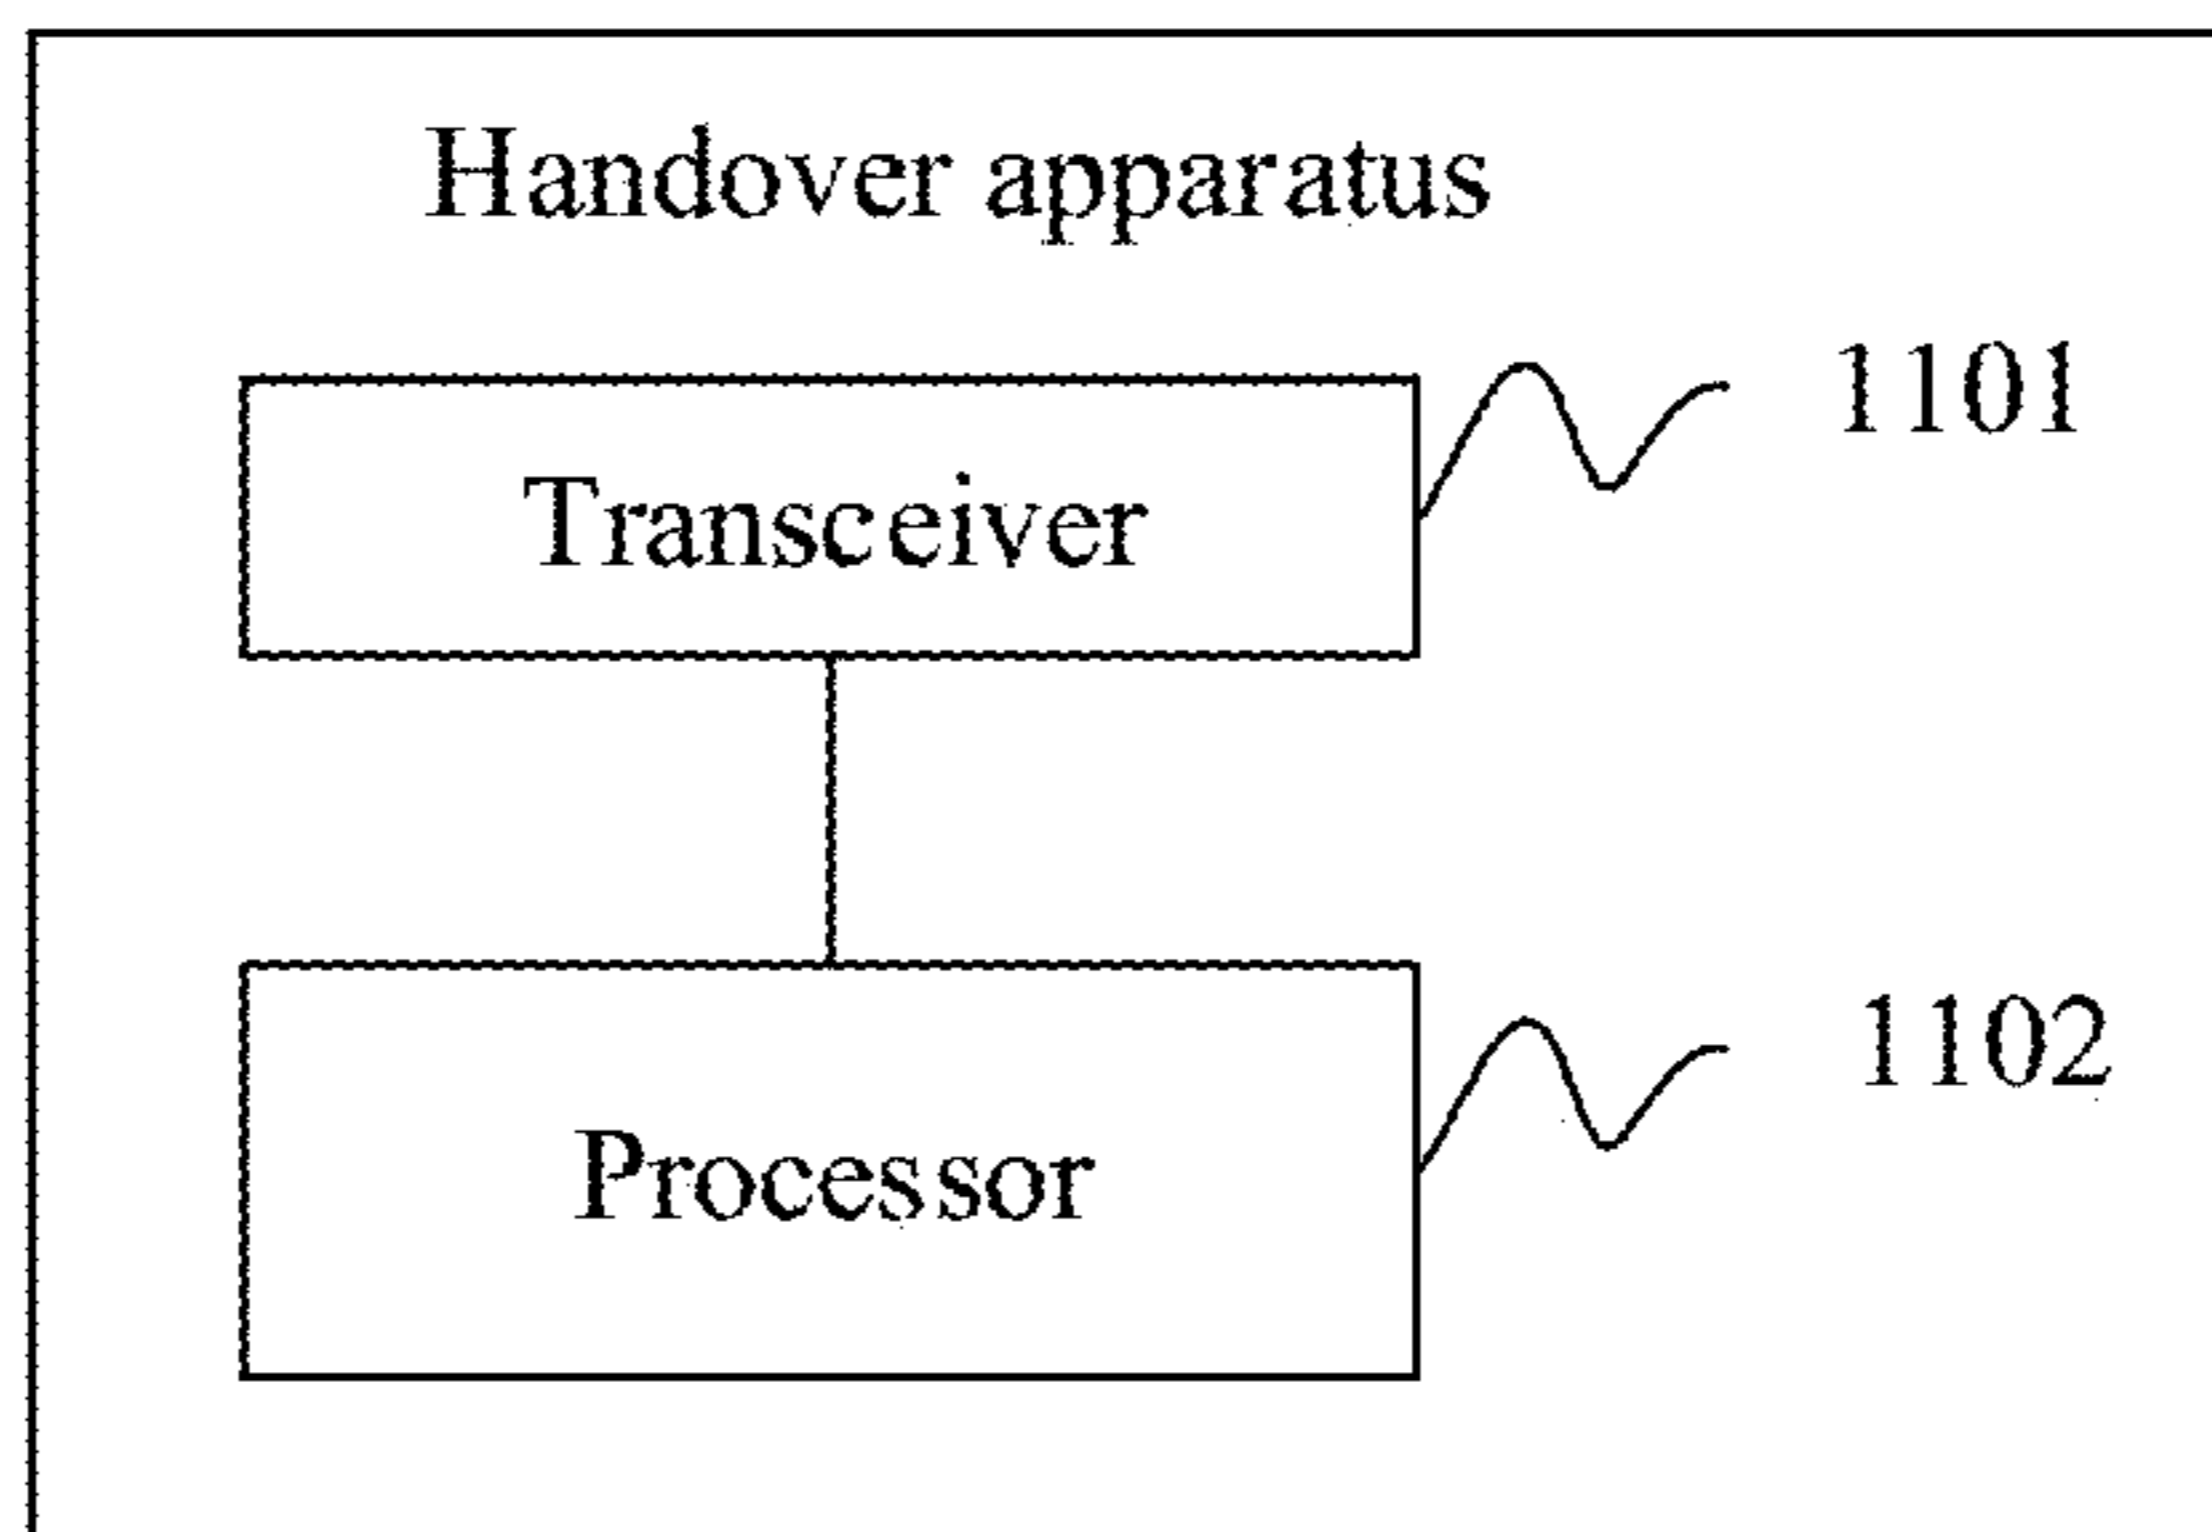 Handover apparatus
1101
Transceiver
1102
Processor